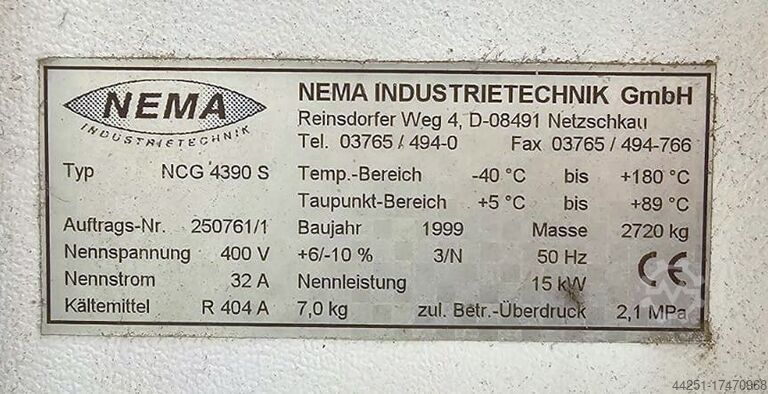 NEMA
INDUSTRIETECHNIK
NEMA INDUSTRIETECHNIK GmbH
Reinsdorfer Weg 4, D-08491 Netzschkau
Tel. 03765 / 494-0 Fax 03765 / 494-766
Typ NCG 4390 S Temp.-Bereich -40 °C bis +180 °C
Taupunkt-Bereich +5 °C bis +89 °C
Auftrags-Nr. 250761/1 Baujahr 1999 Masse 2720 kg
Nennspannung 400 V +6/-10 % 3/N 50 Hz
Nennstrom 32 A Nennleistung 15 kW CE
Kältemittel R 404 A 7,0 kg zul. Betr.-Überdruck 2,1 MPa
44251-17470968